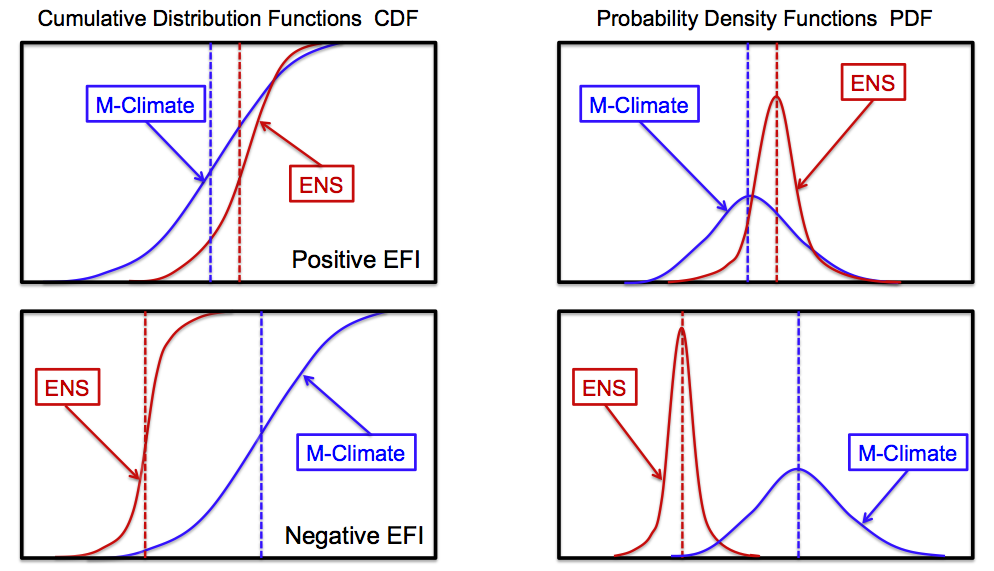 Cumulative Distribution Functions  CDF
Probability Density Functions  PDF
M-Climate
ENS
Positive EFI
M-Climate
ENS
ENS
M-Climate
Negative EFI
ENS
M-Climate